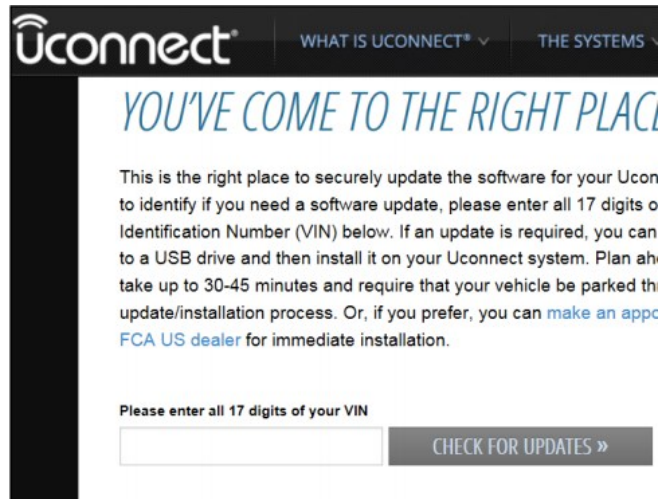 uconnect®
WHAT IS UCONNECT®
THE SYSTEMS
YOU'VE COME TO THE RIGHT PLACE
This is the right place to securely update the software for your Ucon
to identify if you need a software update, please enter all 17 digits o
Identification Number (VIN) below. If an update is required, you can
to a USB drive and then install it on your Uconnect system. Plan ah
take up to 30-45 minutes and require that your vehicle be parked th
update/installation process. Or, if you prefer, you can make an appo
FCA US dealer for immediate installation.
Please enter all 17 digits of your VIN
CHECK FOR UPDATES »